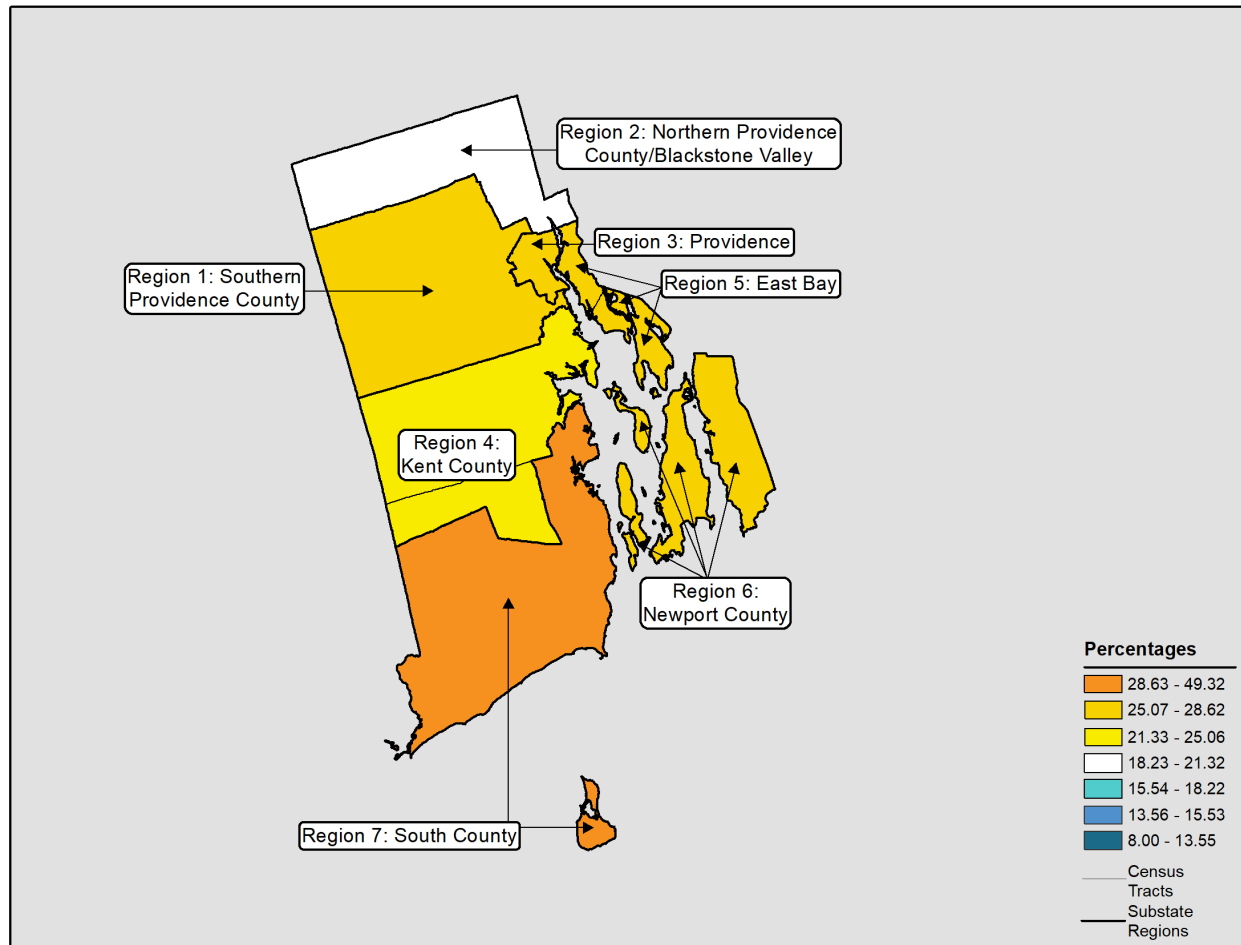 Region 2: Northern Providence
County/Blackstone Valley
Region 3: Providence
Region 1: Southern
Providence County
Region 5: East Bay
Region 4:
Kent County
Region 6:
Newport County
Region 7: South County
Percentages
28.63 - 49.32
25.07 - 28.62
21.33 - 25.06
18.23 - 21.32
15.54 - 18.22
13.56 - 15.53
8.00 - 13.55
Census
Tracts
Substate
Regions